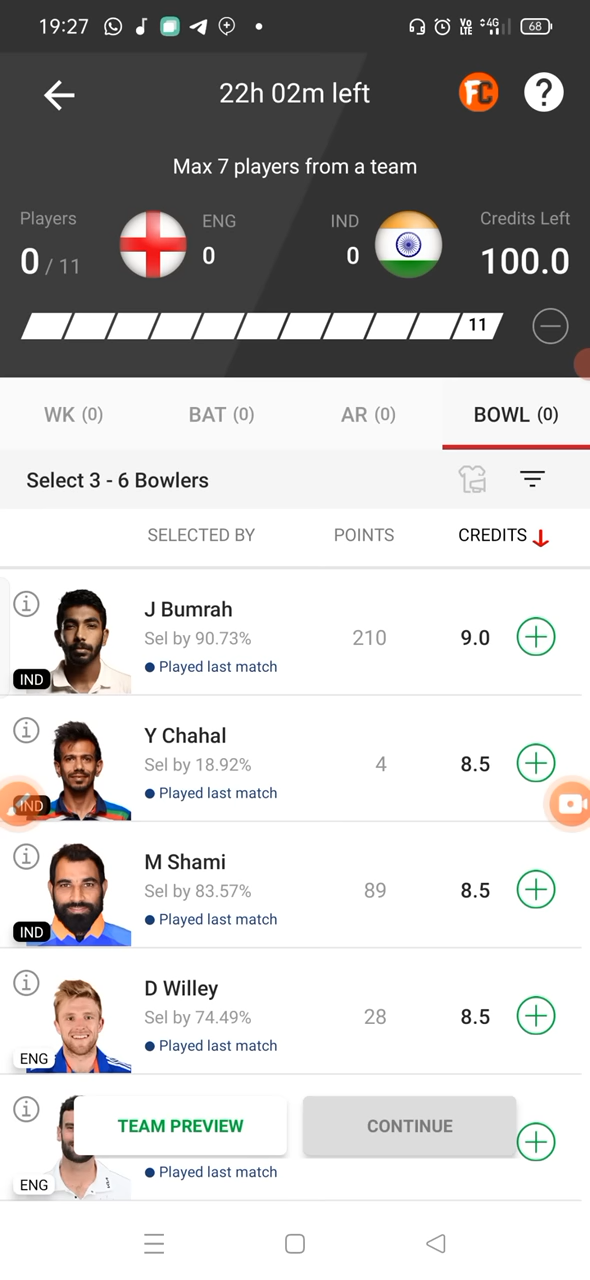 19:27 VoLTE 4G 68
22h 02m left FC ?
Max 7 players from a team
Players ENG IND Credits Left
0 / 11 0 0 100.0
11
WK (0) BAT (0) AR (0) BOWL (0)
Select 3 - 6 Bowlers
SELECTED BY POINTS CREDITS
J Bumrah
Sel by 90.73% 210 9.0
Played last match
IND
Y Chahal
Sel by 18.92% 4 8.5
Played last match
IND
M Shami
Sel by 83.57% 89 8.5
Played last match
IND
D Willey
Sel by 74.49% 28 8.5
Played last match
ENG
TEAM PREVIEW CONTINUE
Played last match
ENG